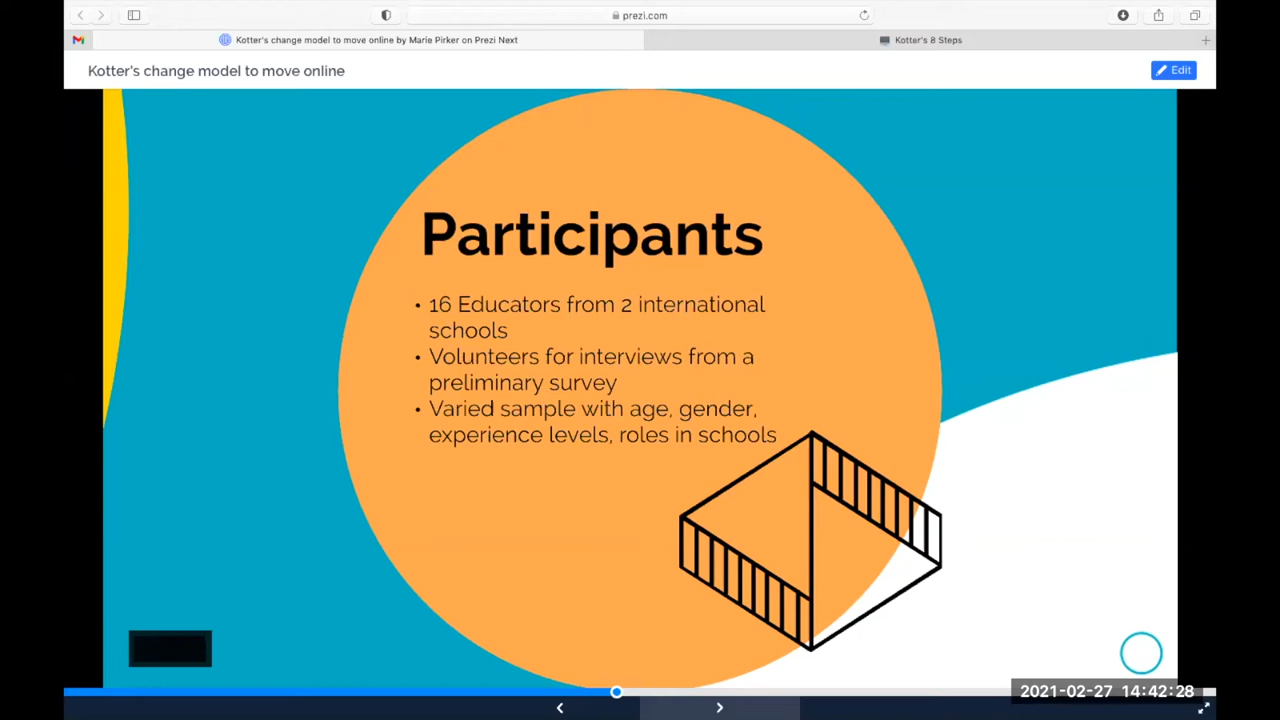 prezi.com
Kotter's change model to move online by Marie Pirker on Prezi Next
Kotter's 8 Steps
Kotter's change model to move online
Edit
Participants
• 16 Educators from 2 international
schools
• Volunteers for interviews from a
preliminary survey
• Varied sample with age, gender,
experience levels, roles in schools
2021-02-27 14:42:28